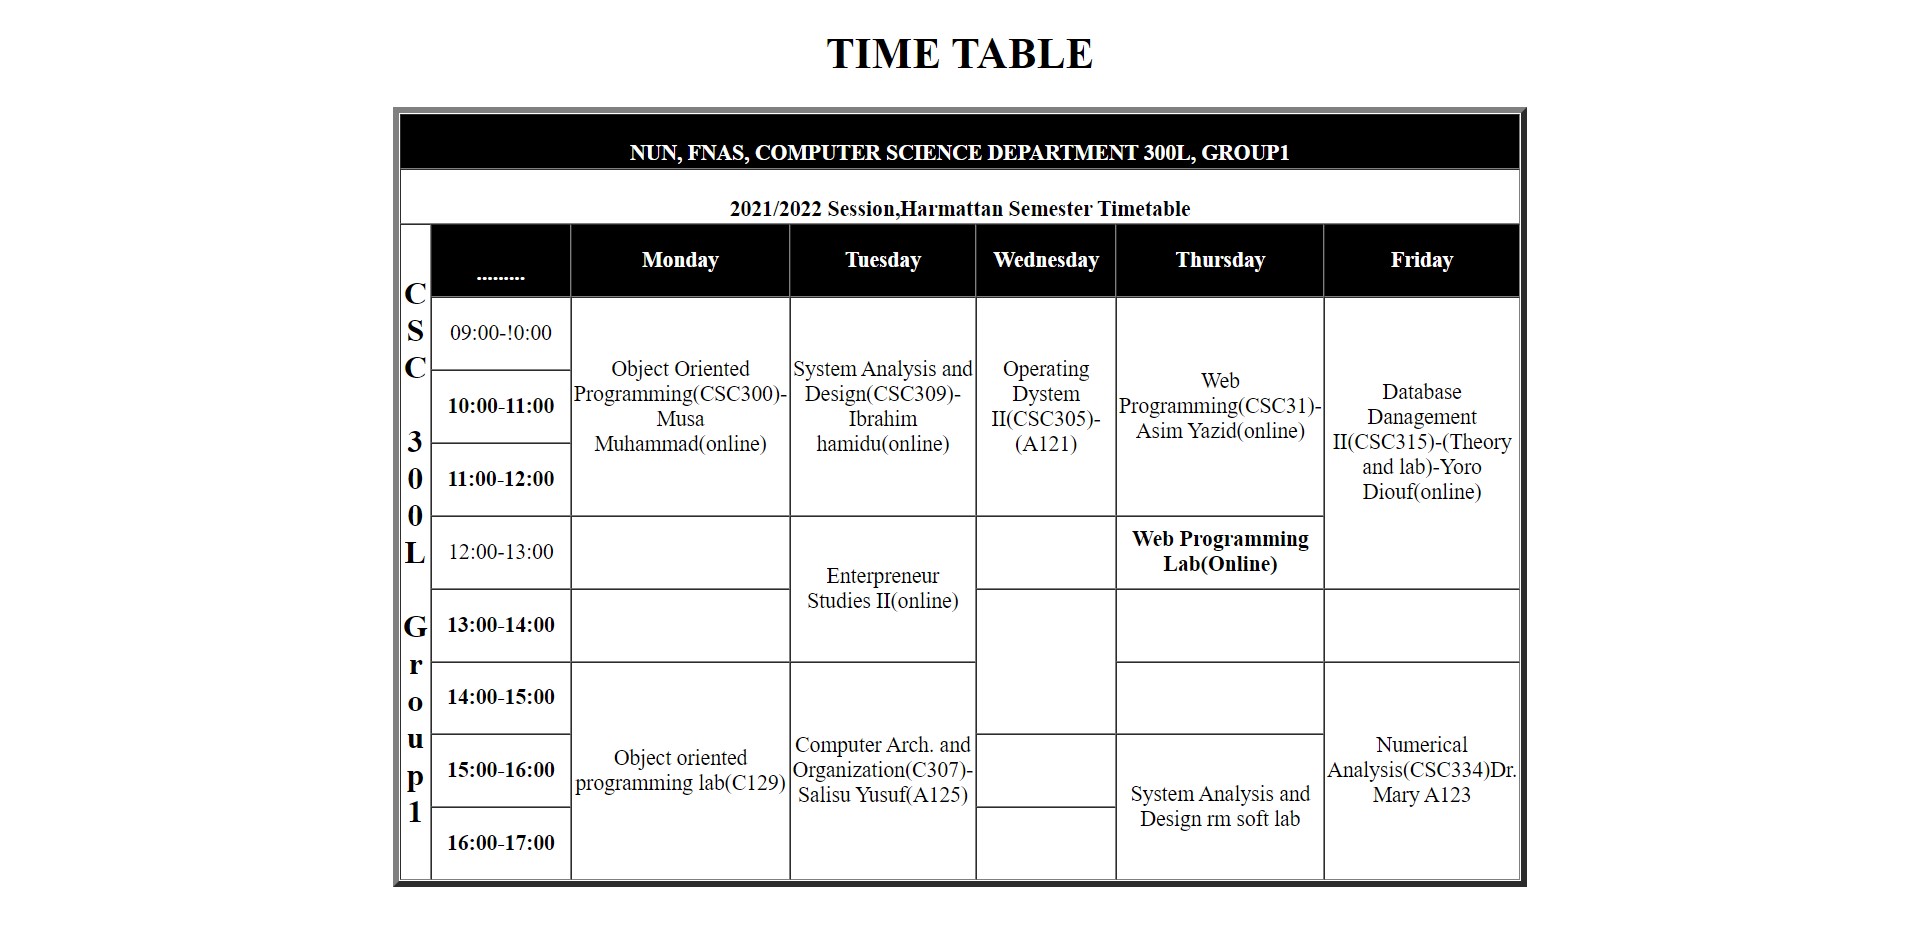 TIME TABLE
NUN, FNAS, COMPUTER SCIENCE DEPARTMENT 300L, GROUP1
2021/2022 Session,Harmattan Semester Timetable
C
S
C
3
0
0
L
G
r
o
u
p
1
.........
Monday
Tuesday
Wednesday
Thursday
Friday
09:00-!0:00
Object Oriented
Programming(CSC300)-
Musa
Muhammad(online)
System Analysis and
Design(CSC309)-
Ibrahim
hamidu(online)
Operating
Dystem
II(CSC305)-
(A121)
Web
Programming(CSC31)-
Asim Yazid(online)
Database
Danagement
II(CSC315)-(Theory
and lab)-Yoro
Diouf(online)
10:00-11:00
11:00-12:00
12:00-13:00
Enterpreneur
Studies II(online)
Web Programming
Lab(Online)
13:00-14:00
14:00-15:00
Object oriented
programming lab(C129)
Computer Arch. and
Organization(C307)-
Salisu Yusuf(A125)
Numerical
Analysis(CSC334)Dr.
Mary A123
15:00-16:00
System Analysis and
Design rm soft lab
16:00-17:00